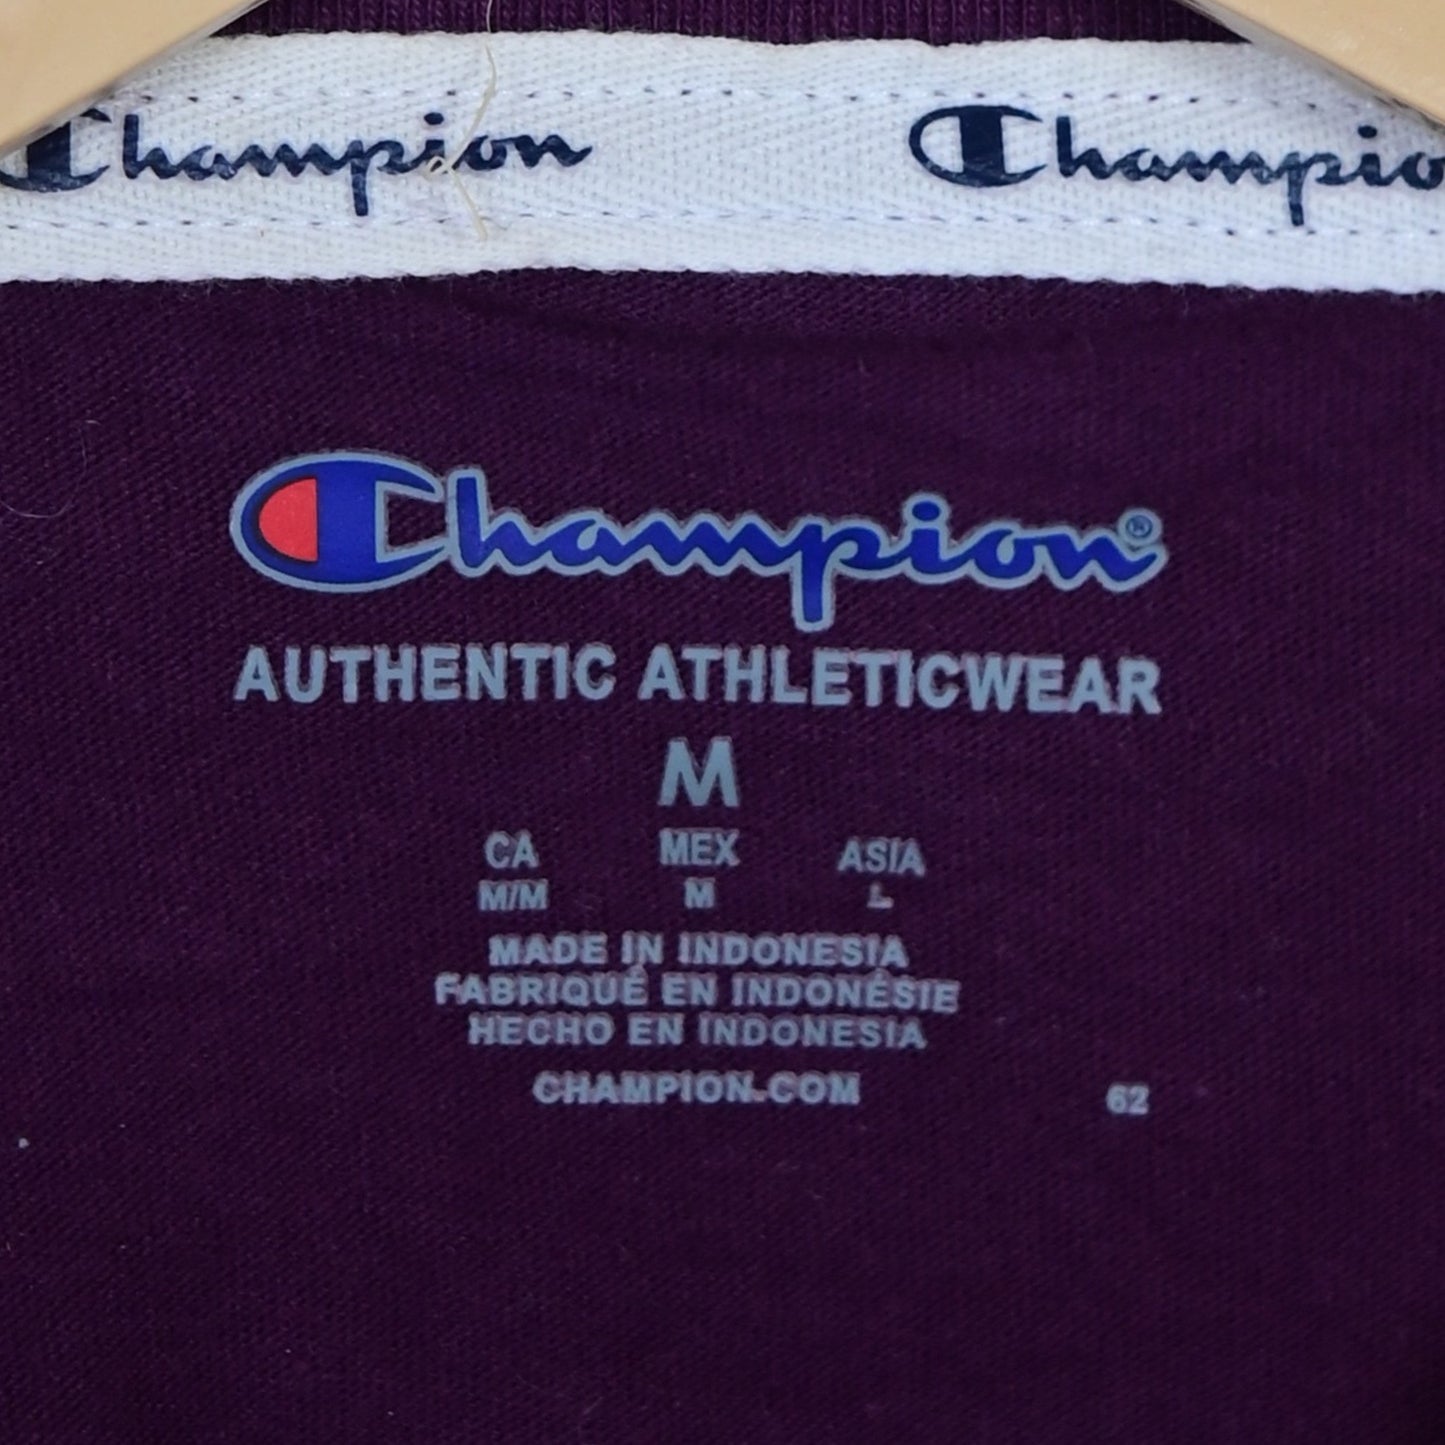 Champion Champio
Champion®
AUTHENTIC ATHLETICWEAR
M
CA MEX ASIA
M/M M L
MADE IN INDONESIA
FABRIQUÉ EN INDONÉSIE
HECHO EN INDONESIA
CHAMPION.COM 62